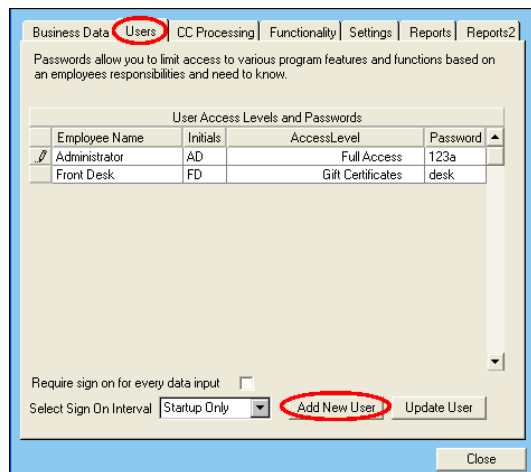 Business Data Users CC Processing Functionality Settings Reports Reports2
Passwords allow you to limit access to various program features and functions based on
an employees responsibilities and need to know.
User Access Levels and Passwords
Employee Name Initials AccessLevel Password
Administrator AD Full Access 123a
Front Desk FD Gift Certificates desk
Require sign on for every data input
Select Sign On Interval Startup Only Add New User Update User
Close